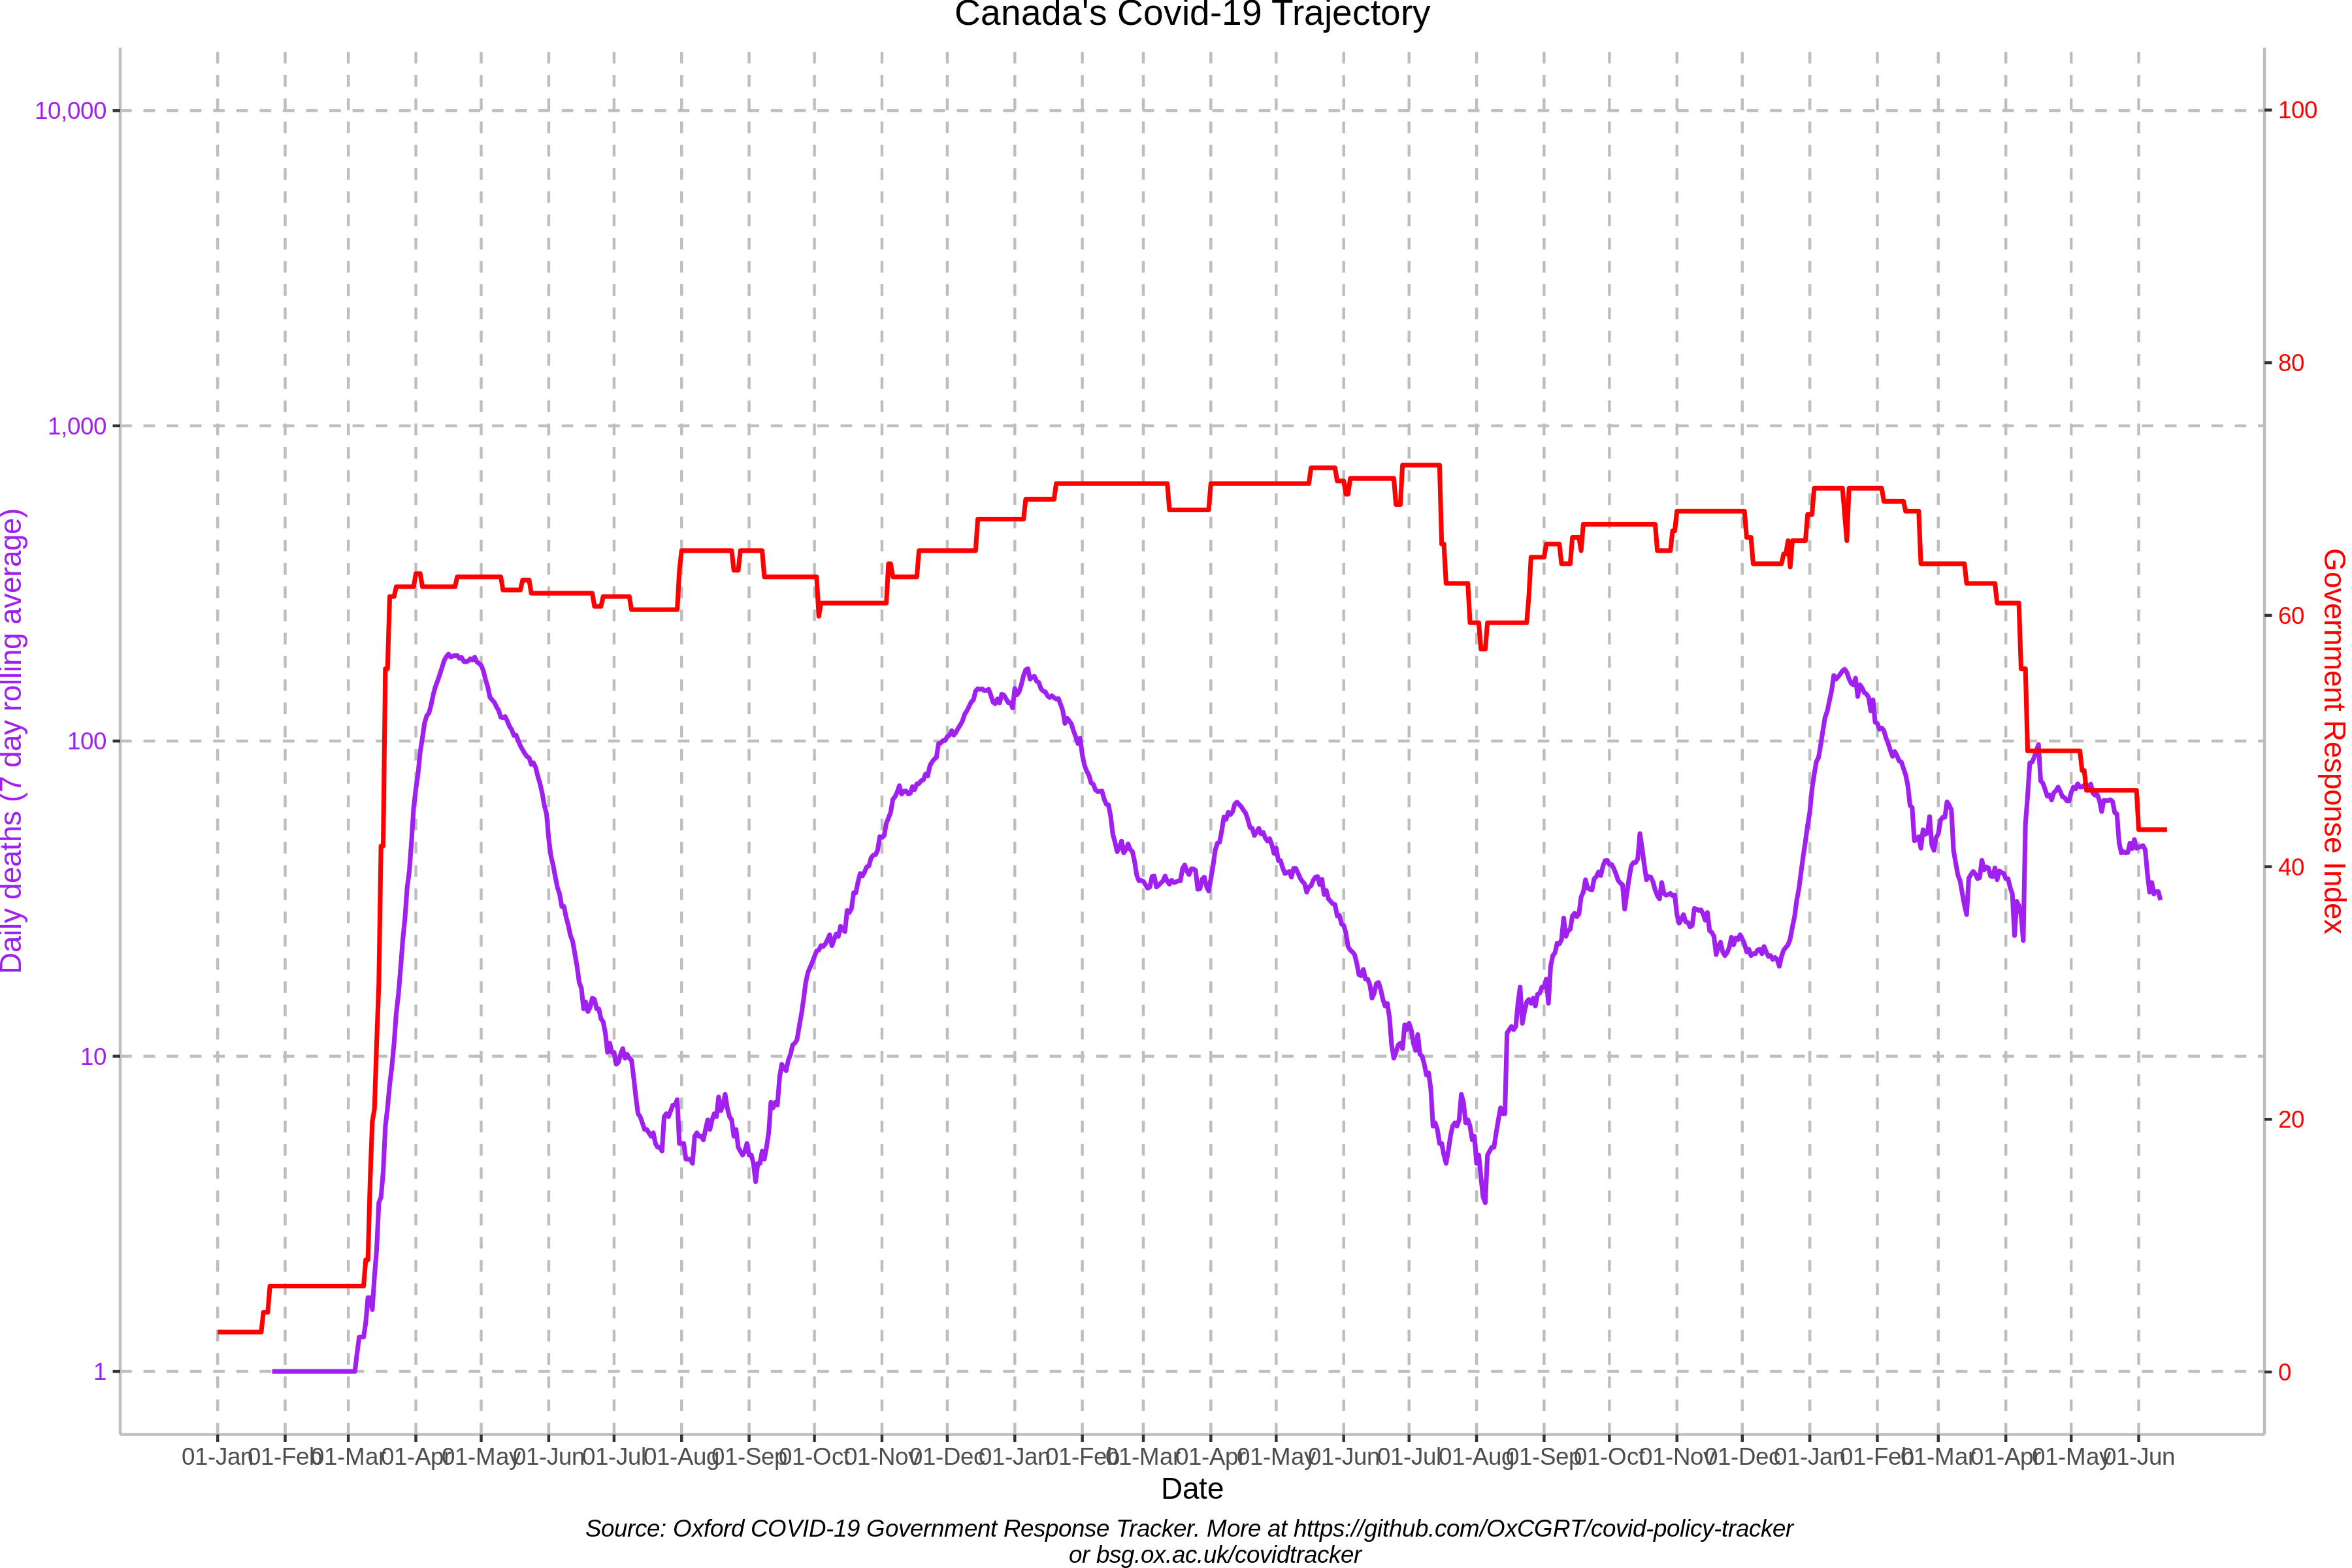 Canada's Covid-19 Trajectory
10,000
1,000
100
10
1
Daily deaths (7 day rolling average)
100
80
60
40
20
0
Government Response Index
01-Jan
01-Feb
01-Mar
01-Apr
01-May
01-Jun
01-Jul
01-Aug
01-Sep
01-Oct
01-Nov
01-Dec
01-Jan
01-Feb
01-Mar
01-Apr
01-May
01-Jun
01-Jul
01-Aug
01-Sep
01-Oct
01-Nov
01-Dec
01-Jan
01-Feb
01-Mar
01-Apr
01-May
01-Jun
Date
Source: Oxford COVID-19 Government Response Tracker. More at https://github.com/OxCGRT/covid-policy-tracker
or bsg.ox.ac.uk/covidtracker